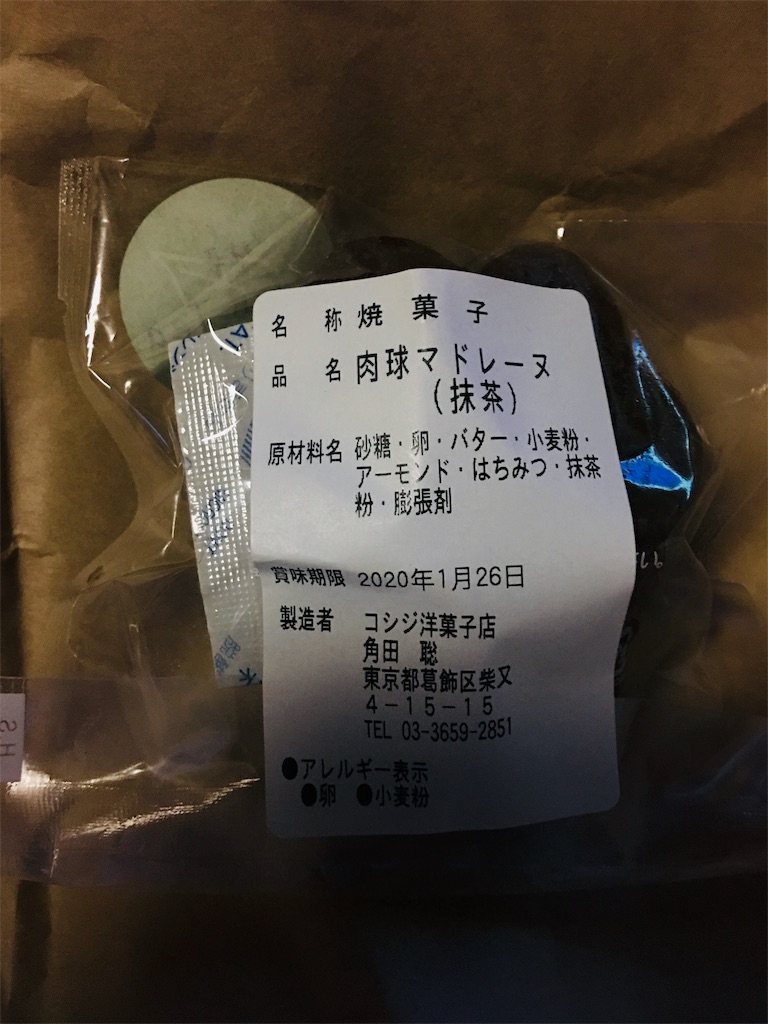 名称 焼菓子
品名 肉球マドレーヌ
(抹茶)
原材料名 砂糖・卵・バター・小麦粉・
アーモンド・はちみつ・抹茶
粉・膨張剤
賞味期限 2020年1月26日
製造者 コシジ洋菓子店
角田 聡
東京都葛飾区柴又
4-15-15
TEL 03-3659-2851
●アレルギー表示
●卵 ●小麦粉